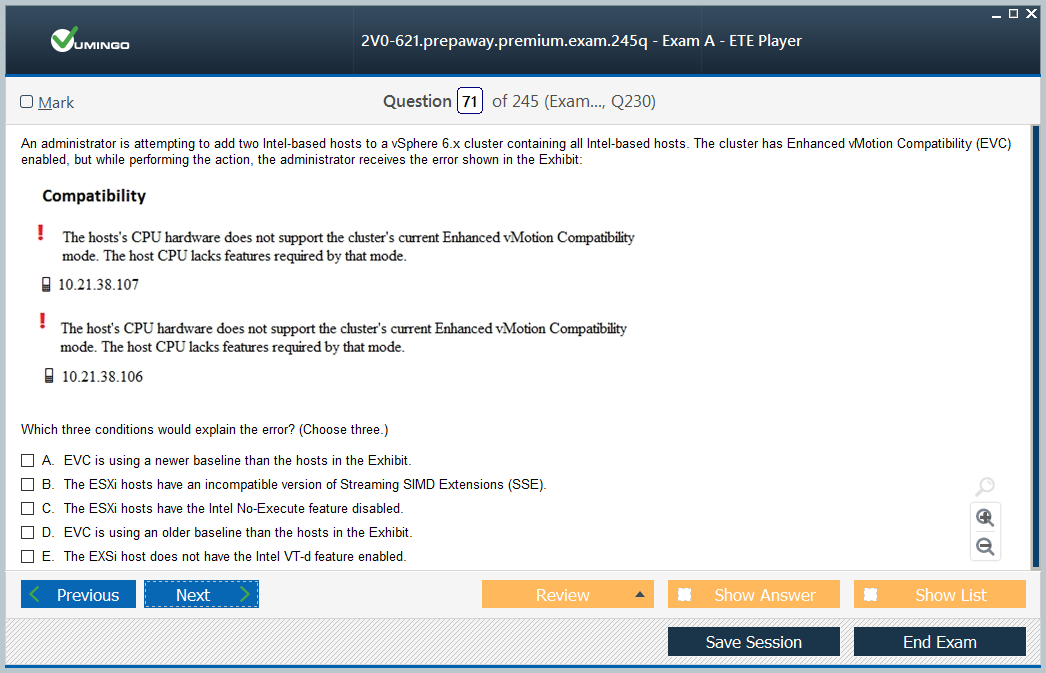 VUMINGO
2V0-621.prepaway.premium.exam.245q - Exam A - ETE Player
Mark
Question 71 of 245 (Exam..., Q230)
An administrator is attempting to add two Intel-based hosts to a vSphere 6.x cluster containing all Intel-based hosts. The cluster has Enhanced vMotion Compatibility (EVC)
enabled, but while performing the action, the administrator receives the error shown in the Exhibit:
Compatibility
! The hosts's CPU hardware does not support the cluster's current Enhanced vMotion Compatibility
mode. The host CPU lacks features required by that mode.
10.21.38.107
! The host's CPU hardware does not support the cluster's current Enhanced vMotion Compatibility
mode. The host CPU lacks features required by that mode.
10.21.38.106
Which three conditions would explain the error? (Choose three.)
A. EVC is using a newer baseline than the hosts in the Exhibit.
B. The ESXi hosts have an incompatible version of Streaming SIMD Extensions (SSE).
C. The ESXi hosts have the Intel No-Execute feature disabled.
D. EVC is using an older baseline than the hosts in the Exhibit.
E. The EXSi host does not have the Intel VT-d feature enabled.
Previous Next Review Show Answer Show List
Save Session End Exam